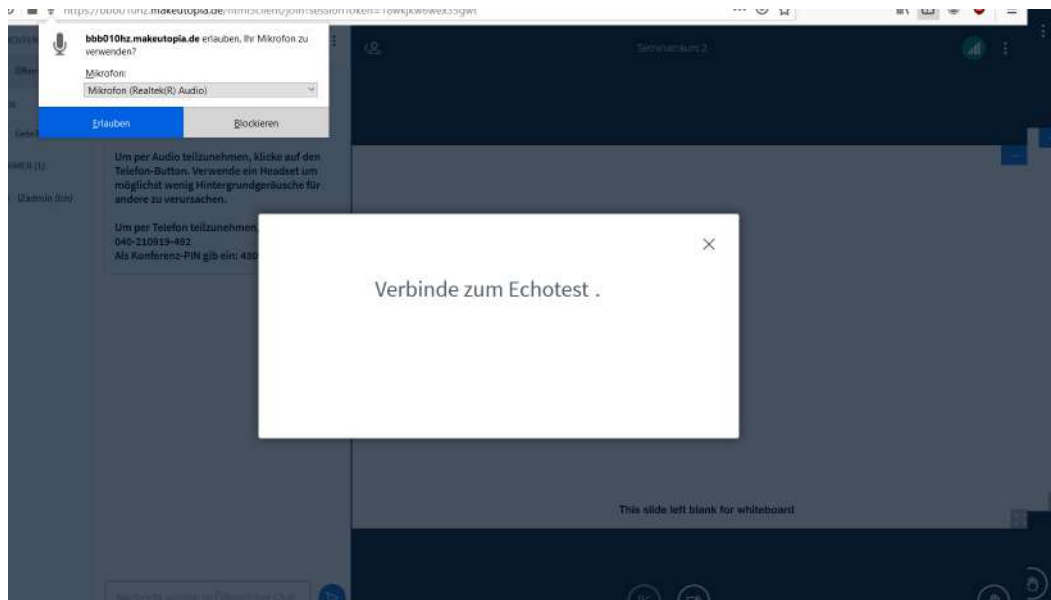 bbb010hz.makeutopia.de erlauben, Ihr Mikrofon zu
verwenden?
Mikrofon:
Mikrofon (Realtek(R) Audio)
Erlauben
Blockieren
Seminarraum 2
Um per Audio teilzunehmen, klicke auf den
Telefon-Button. Verwende ein Headset um
möglichst wenig Hintergrundgeräusche für
andere zu verursachen.
Um per Telefon teilzunehmen,
040-210919-492
Als Konferenz-PIN gib ein:
Verbinde zum Echotest .
This slide left blank for whiteboard